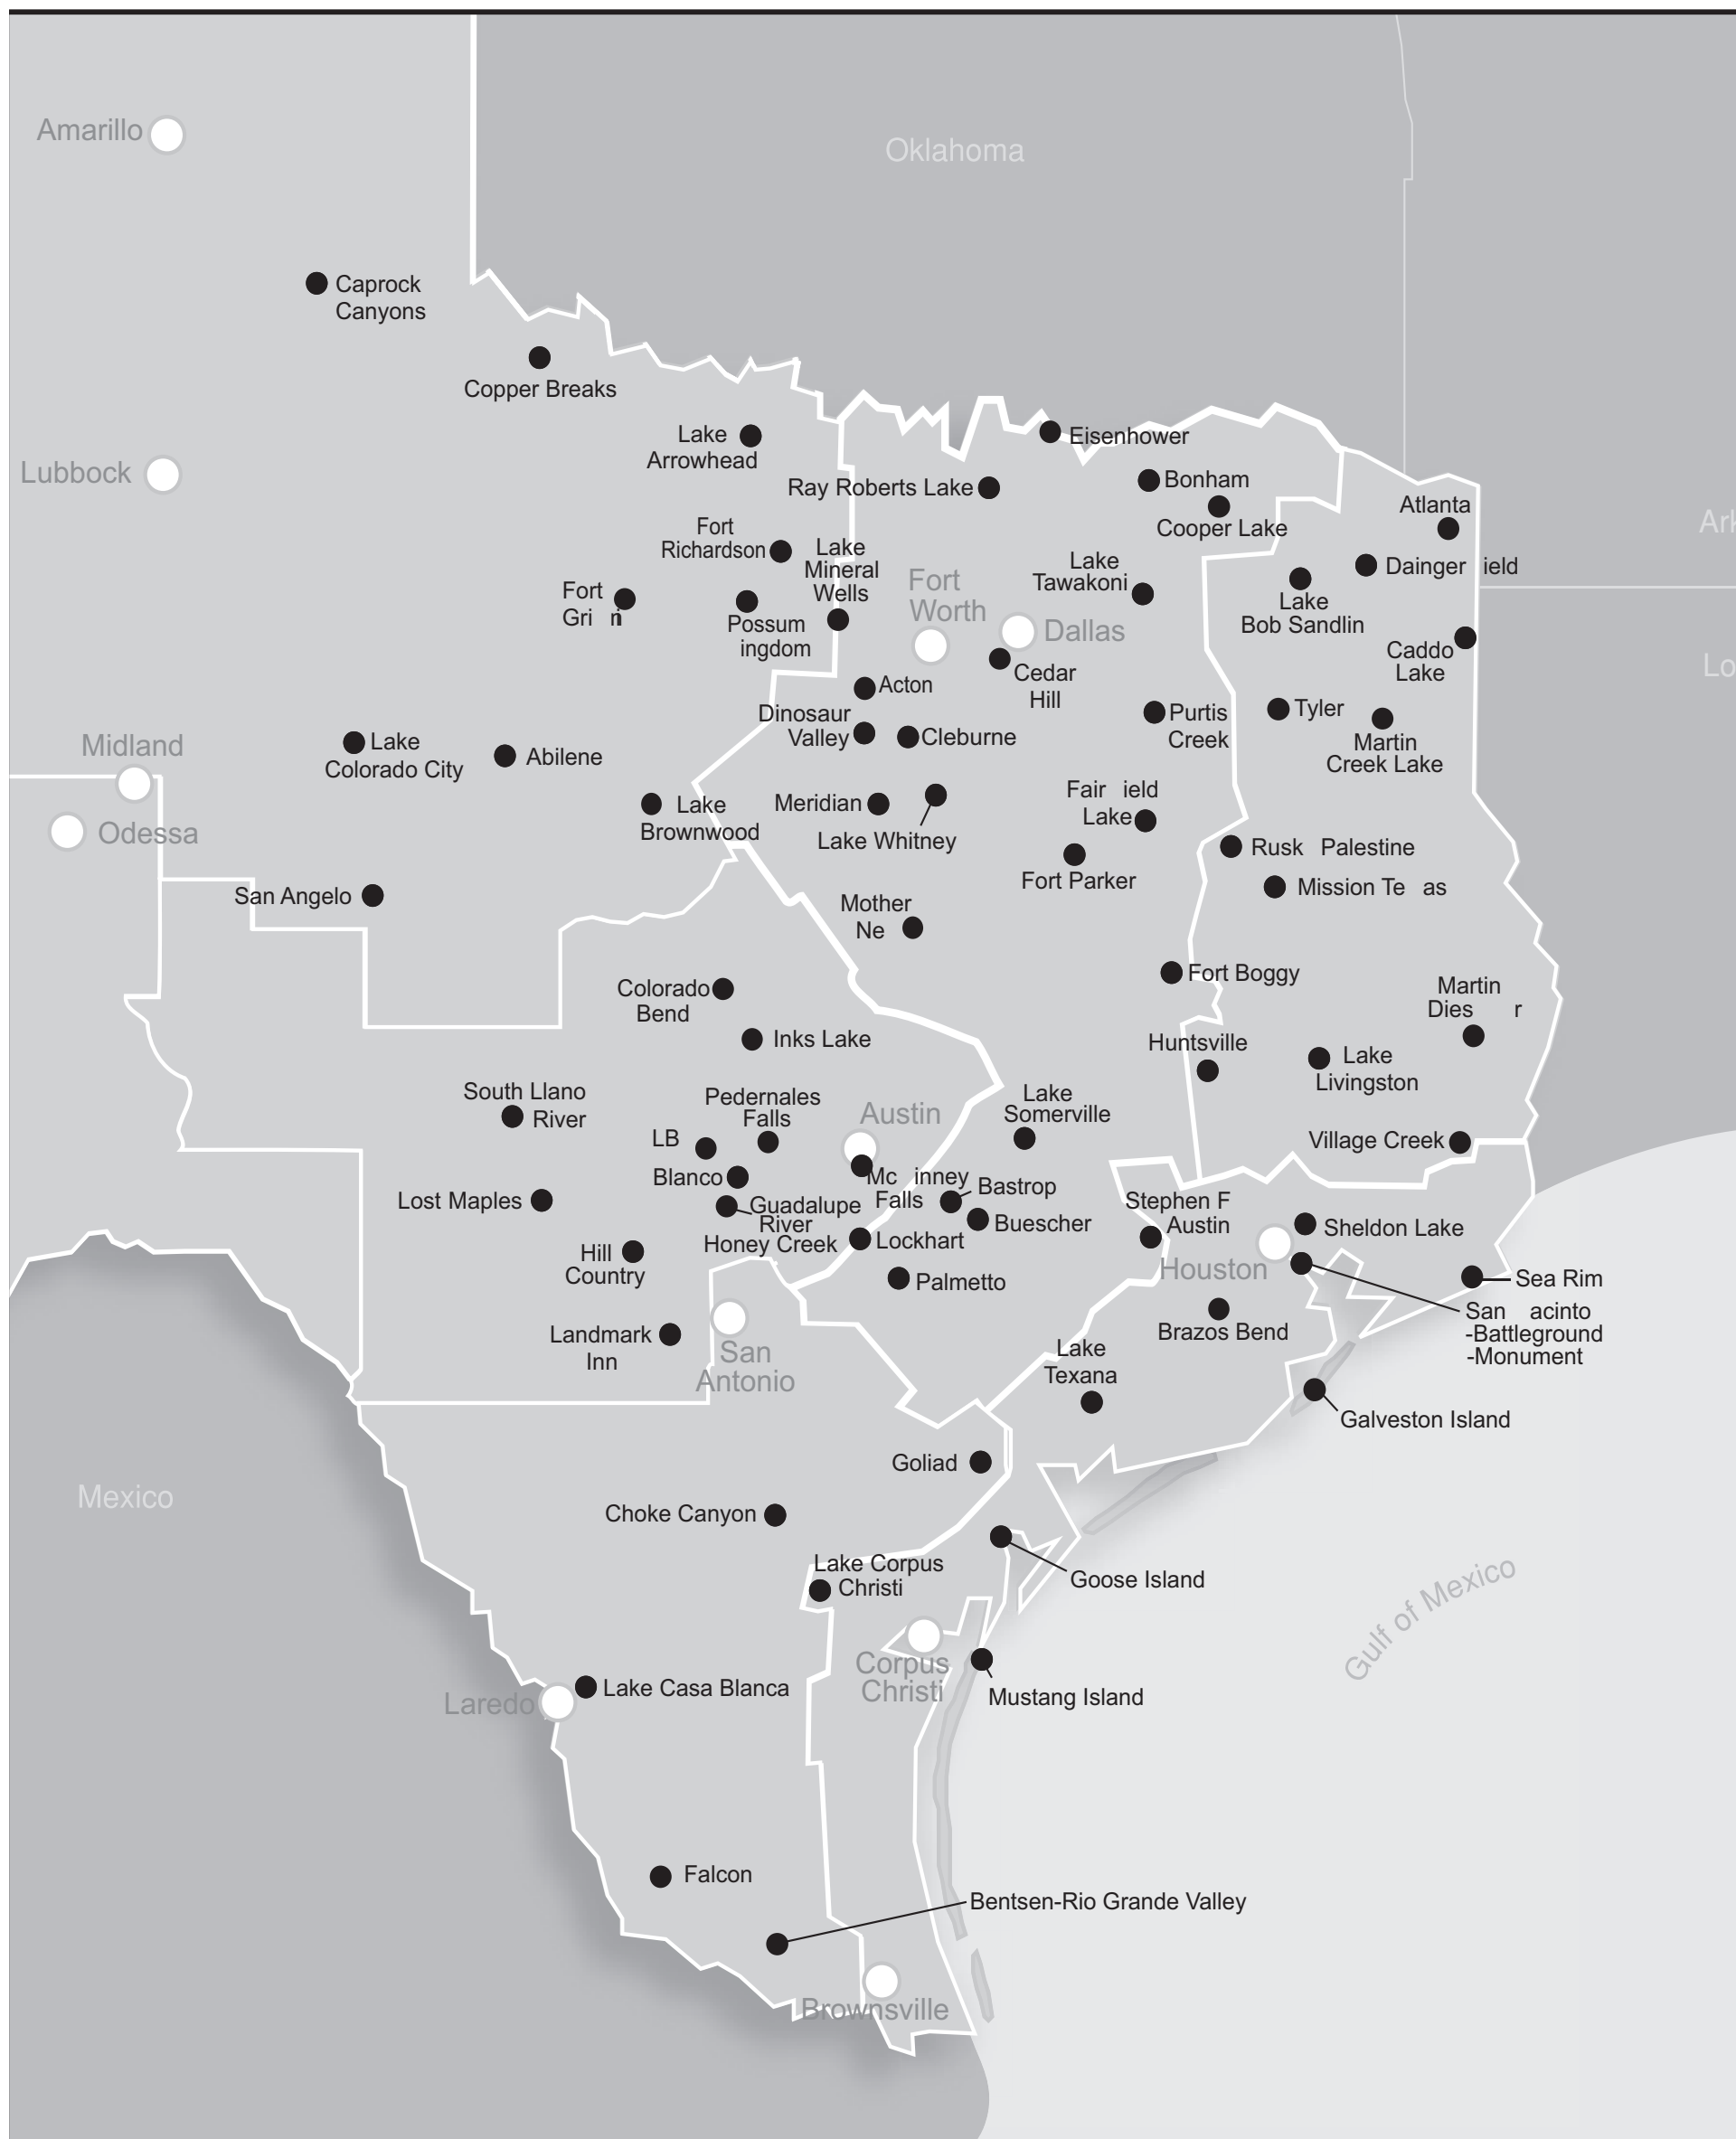 Amarillo
Oklahoma
Caprock
Canyons
Copper Breaks
Lake
Arrowhead
Eisenhower
Lubbock
Ray Roberts Lake
Bonham
Cooper Lake
Atlanta
Ark
Fort
Richardson
Lake
Mineral
Wells
Lake
Tawakoni
Dainger ield
Fort
Gri n
Possum
ingdom
Fort
Worth
Dallas
Lake
Bob Sandlin
Caddo
Lake
Lo
Cedar
Hill
Acton
Dinosaur
Valley
Cleburne
Purtis
Creek
Tyler
Martin
Creek Lake
Midland
Lake
Colorado City
Abilene
Odessa
Lake
Brownwood
Meridian
Lake Whitney
Fair ield
Lake
Fort Parker
Rusk Palestine
Mission Te as
San Angelo
Mother
Ne
Fort Boggy
Colorado
Bend
Martin
Dies r
Inks Lake
Huntsville
Lake
Livingston
South Llano
River
Pedernales
Falls
Austin
Lake
Somerville
LB
Village Creek
Blanco
Mc inney
Falls
Bastrop
Lost Maples
Guadalupe
River
Honey Creek
Buescher
Stephen F
Austin
Sheldon Lake
Lockhart
Hill
Country
Houston
Palmetto
Sea Rim
San acinto
-Battleground
-Monument
Brazos Bend
Landmark
Inn
San
Antonio
Lake
Texana
Galveston Island
Goliad
Mexico
Choke Canyon
Lake Corpus
Christi
Goose Island
Gulf of Mexico
Corpus
Christi
Lake Casa Blanca
Laredo
Mustang Island
Falcon
Bentsen-Rio Grande Valley
Brownsville